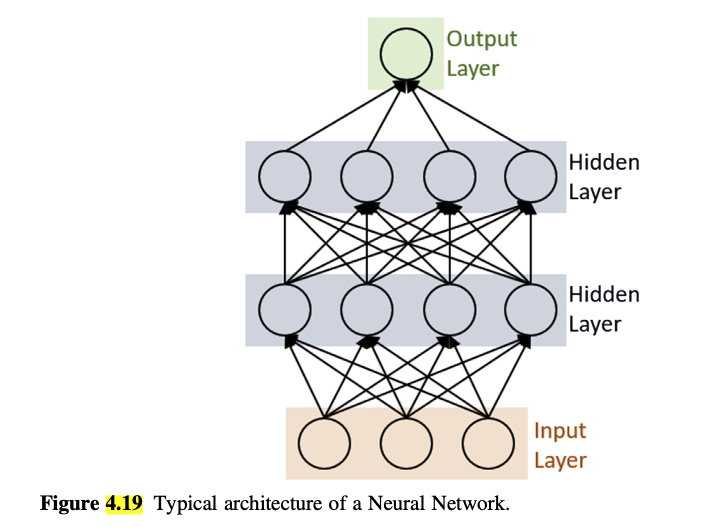 Output
Layer
Hidden
Layer
Hidden
Layer
Input
Layer
Figure 4.19 Typical architecture of a Neural Network.